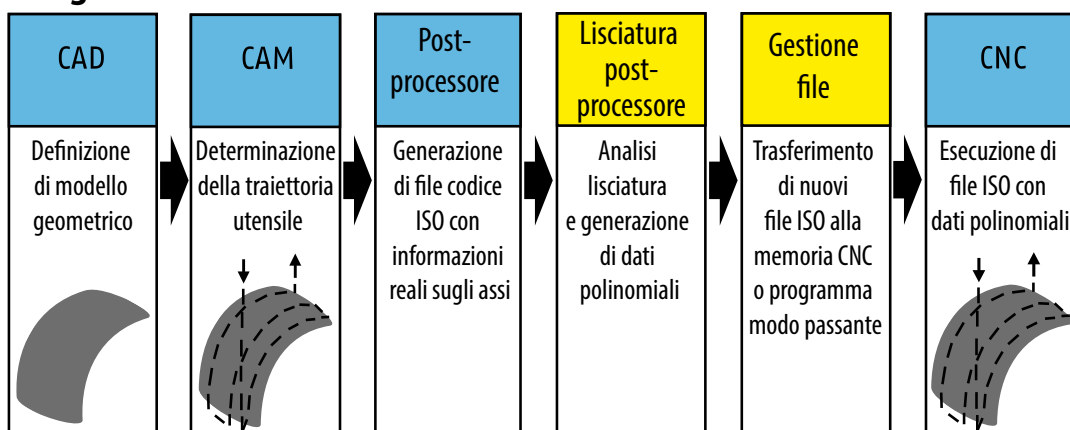 CAD
Definizione
di modello
geometrico
CAM
Determinazione
della traiettoria
utensile
Post-
processore
Generazione
di file codice
ISO con
informazioni
reali sugli assi
Lisciatura
post-
processore
Analisi
lisciatura
e generazione
di dati
polinomiali
Gestione
file
Trasferimento
di nuovi
file ISO alla
memoria CNC
o programma
modo passante
CNC
Esecuzione di
file ISO con
dati polinomiali